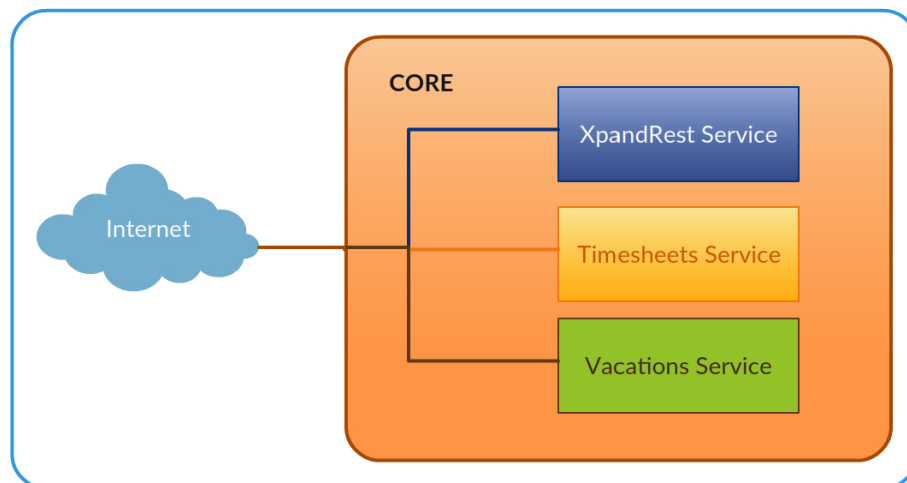 CORE
XpandRest Service
Internet
Timesheets Service
Vacations Service